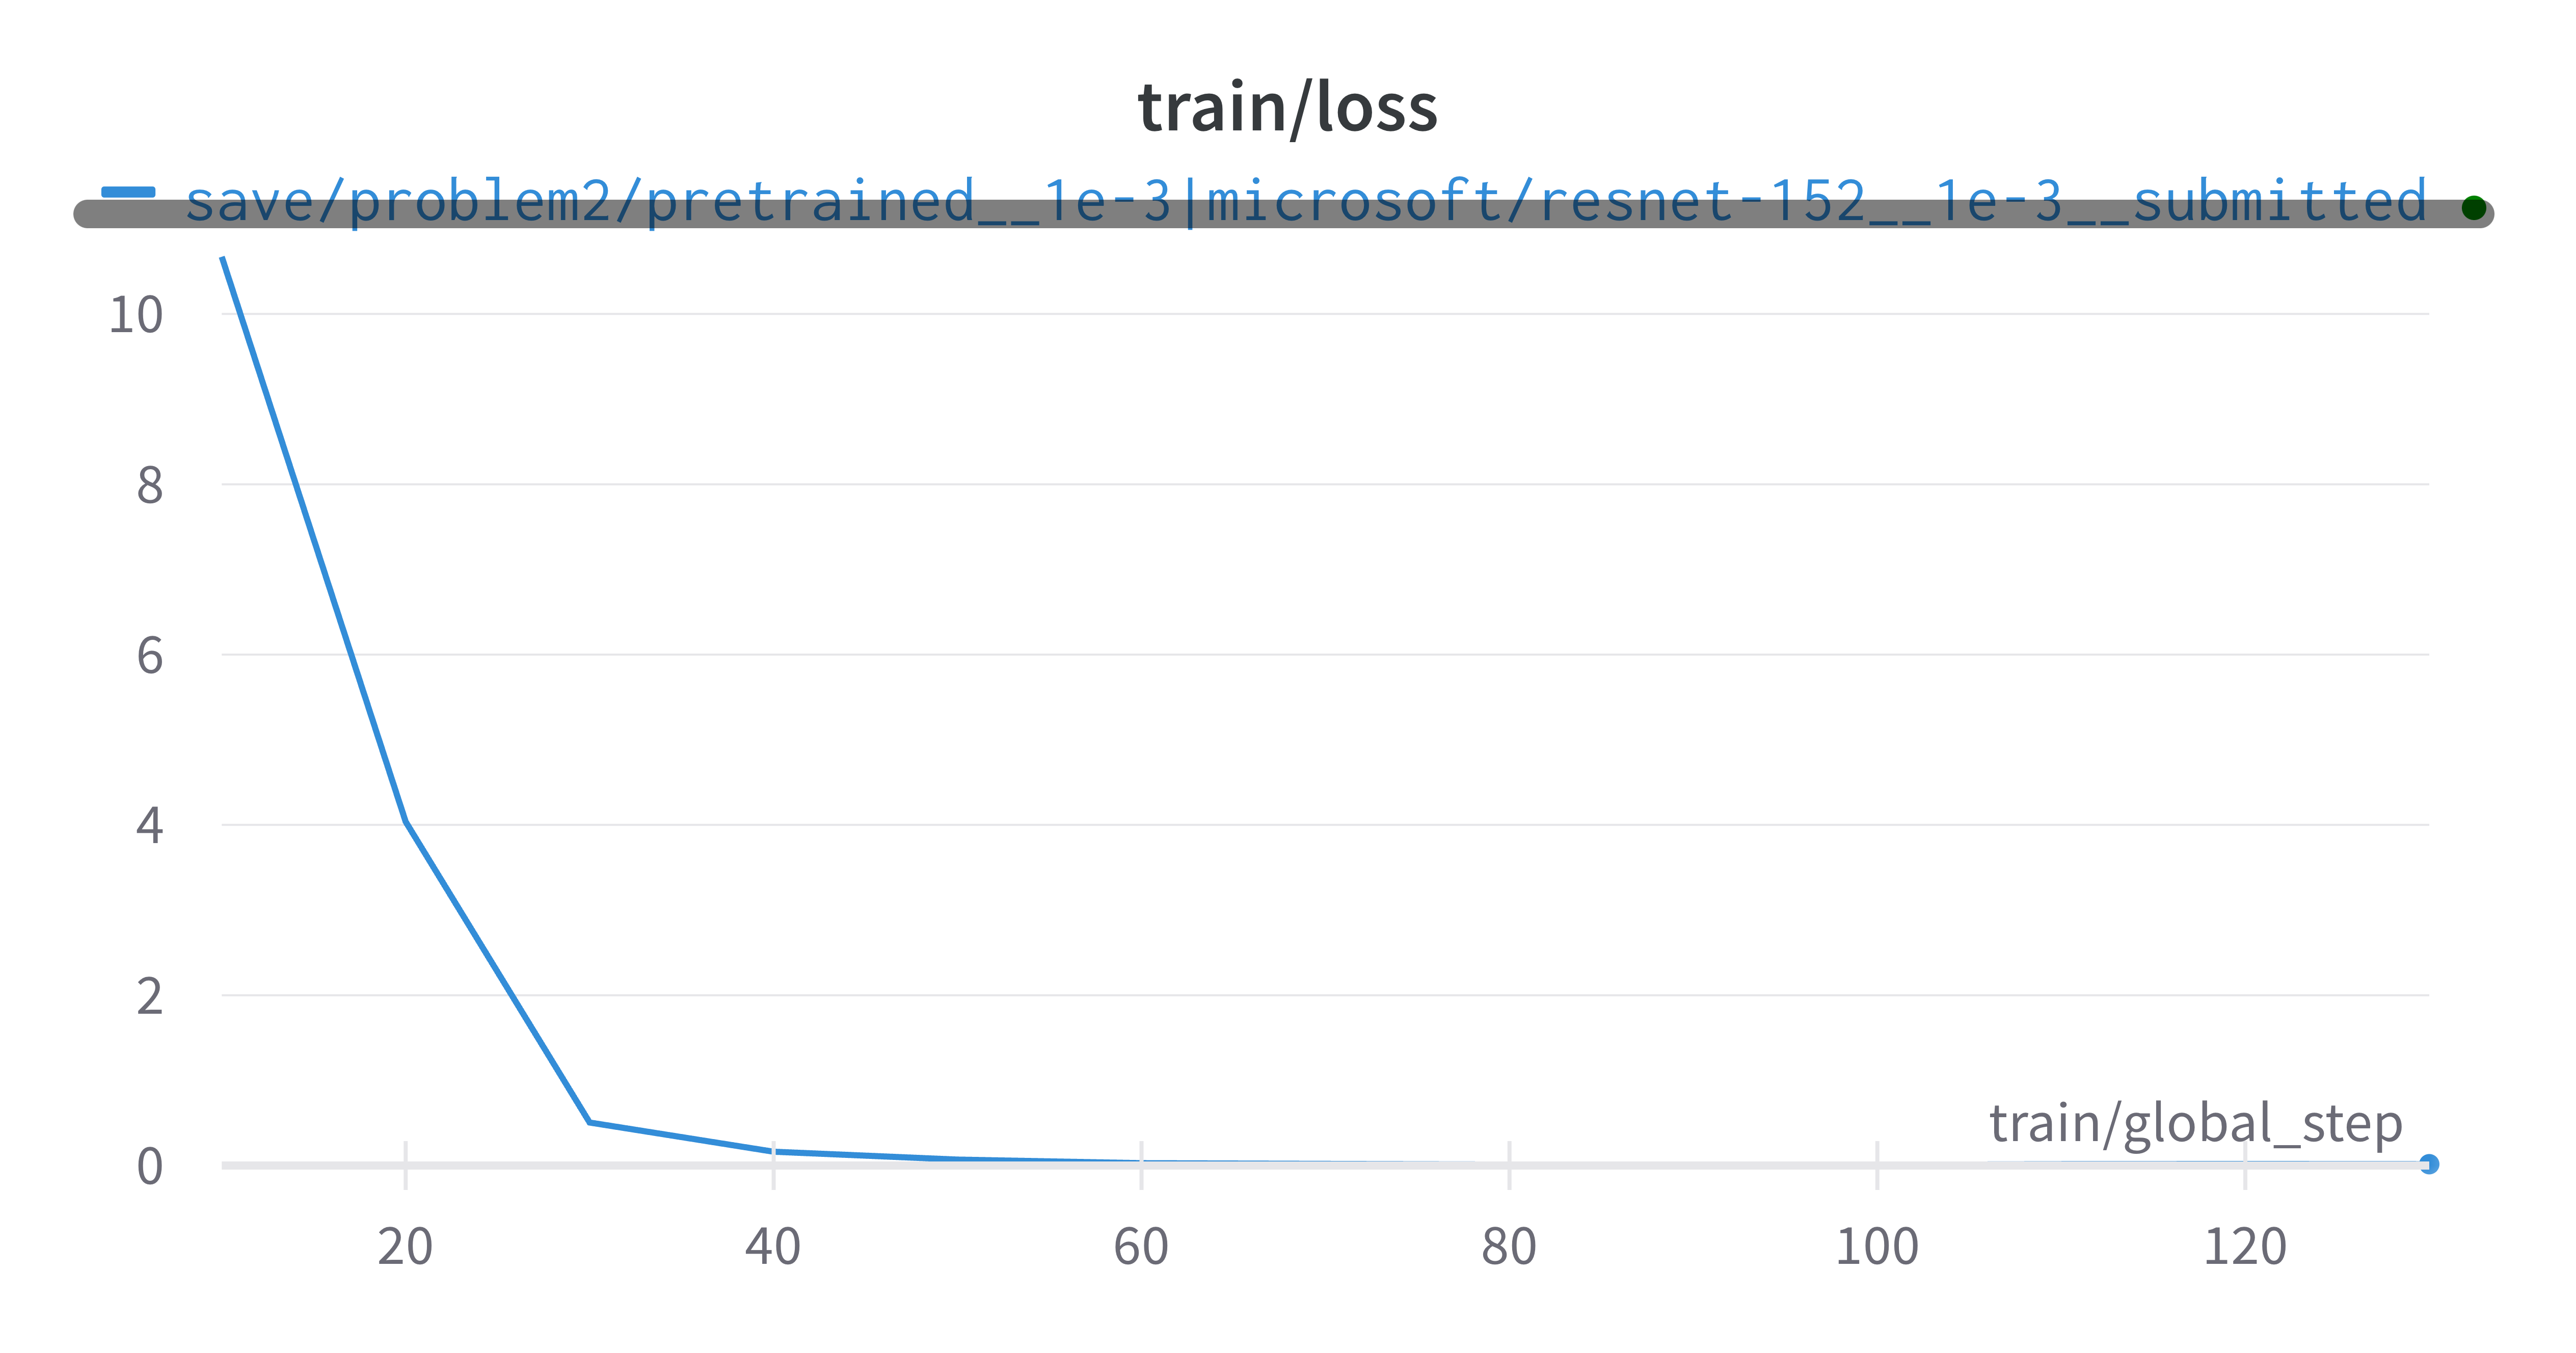 train/loss
save/problem2/pretrained__1e-3|microsoft/resnet-152__1e-3__submitted
10
8
6
4
2
0
train/global_step
20 40 60 80 100 120